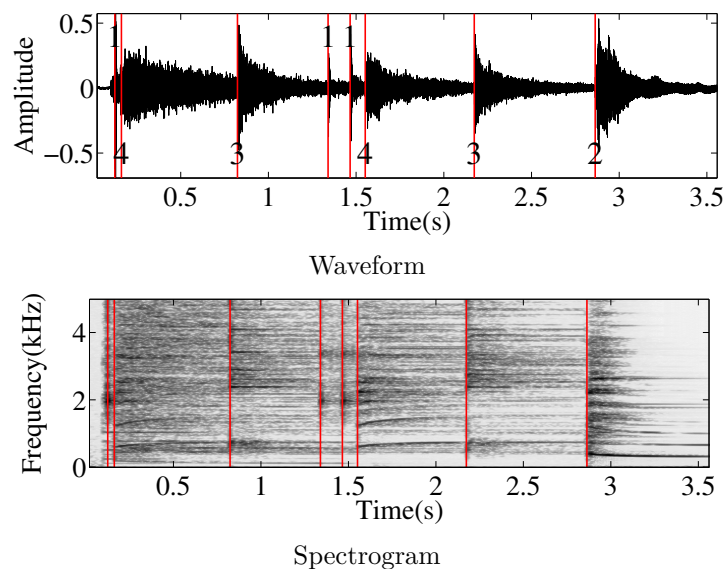 0.5
0
−0.5
Amplitude
1 1 1
4 3 4 3 2
0.5 1 1.5 2 2.5 3 3.5
Time(s)
Waveform
4
2
0
Frequency(kHz)
0.5 1 1.5 2 2.5 3 3.5
Time(s)
Spectrogram